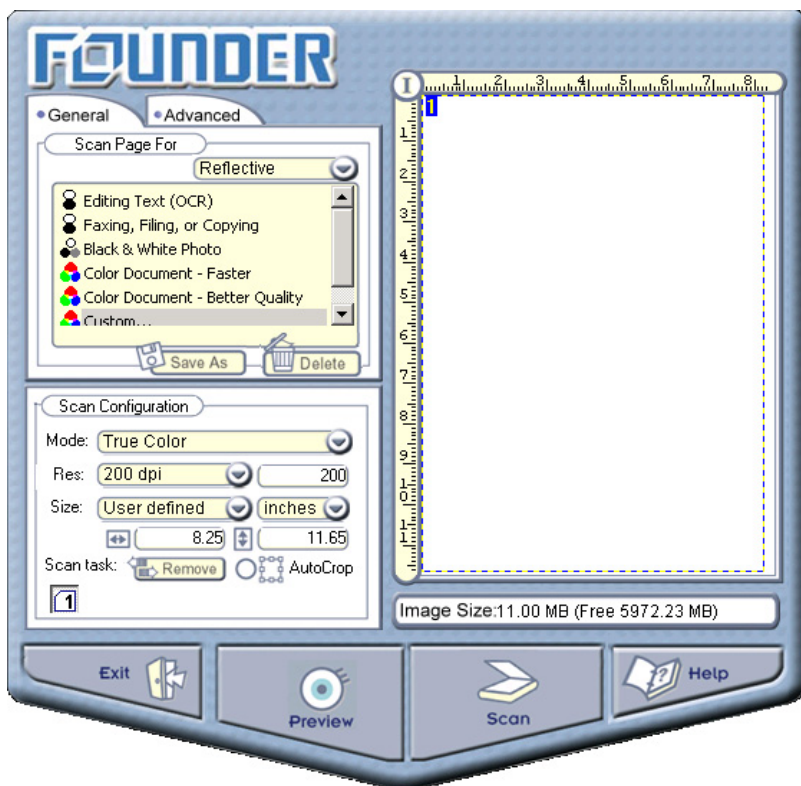 FOUNDER
General
Advanced
Scan Page For
Reflective
Editing Text (OCR)
Faxing, Filing, or Copying
Black & White Photo
Color Document - Faster
Color Document - Better Quality
Custom...
Save As
Delete
Scan Configuration
Mode: True Color
Res: 200 dpi 200
Size: User defined inches
8.25 11.65
Scan task: Remove AutoCrop
1
I 1 2 3 4 5 6 7 8
1
1
2
3
4
5
6
7
8
9
10
11
Image Size:11.00 MB (Free 5972.23 MB)
Exit
Preview
Scan
? Help